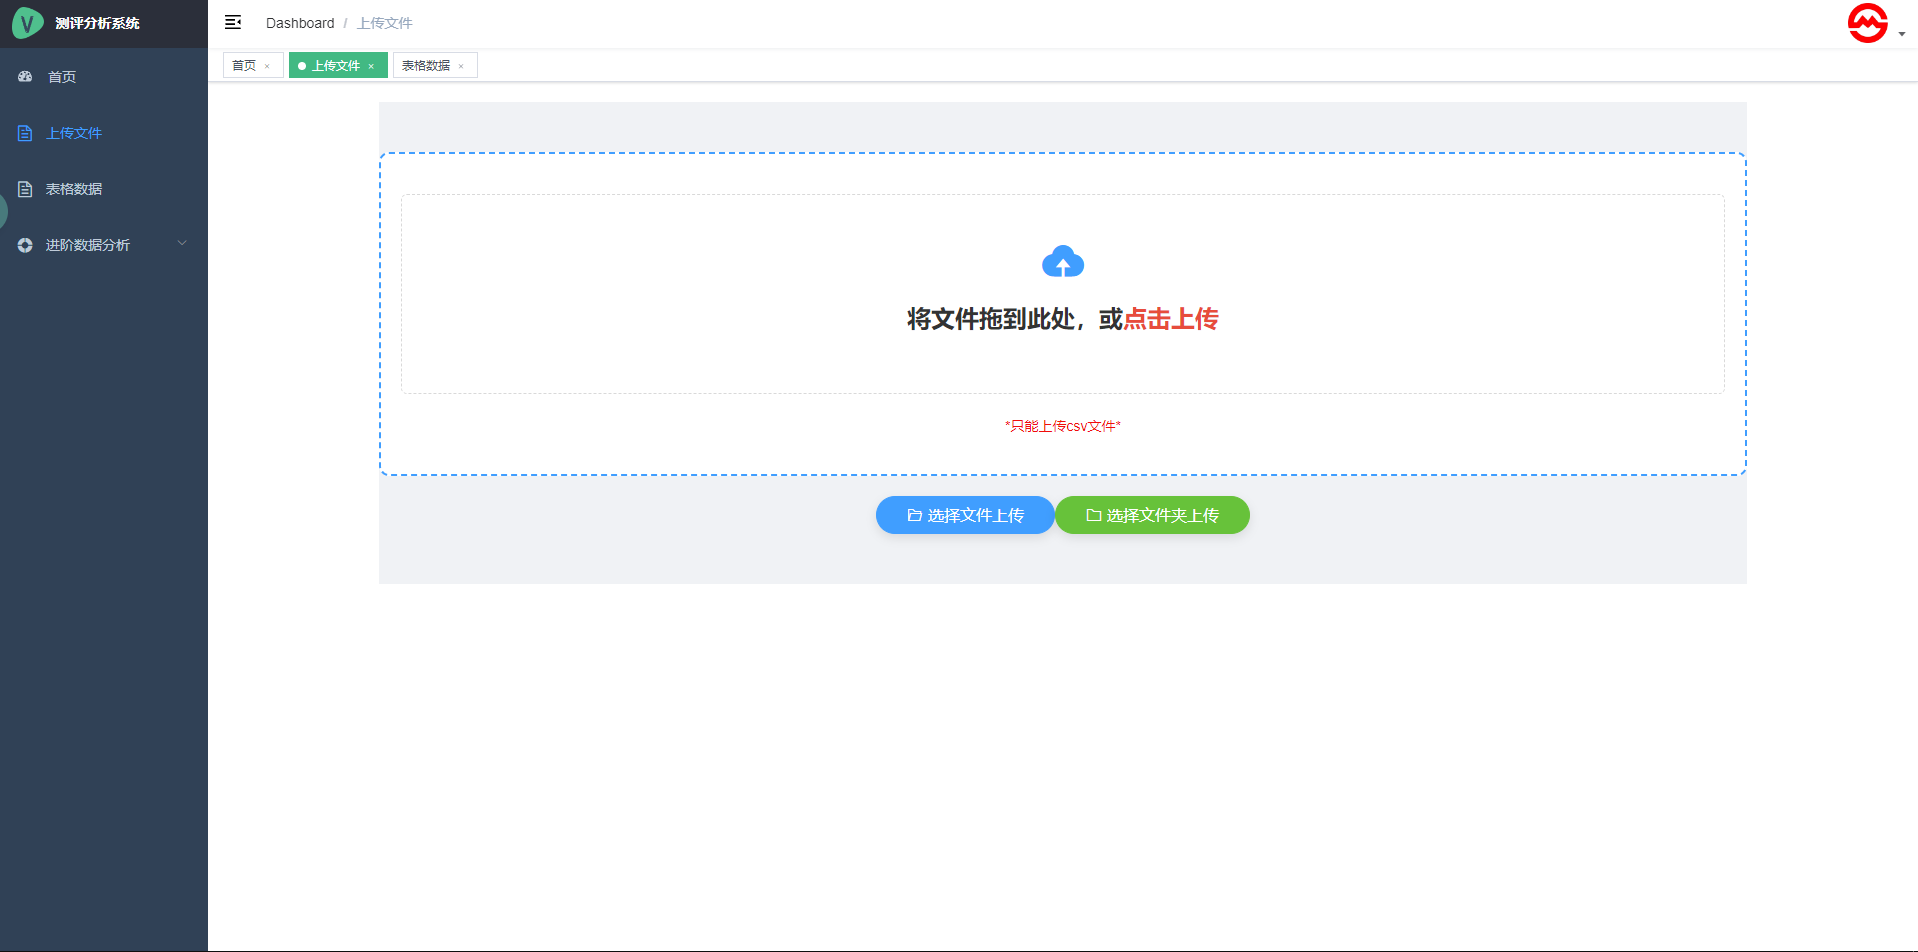 V 测评分析系统
Dashboard / 上传文件
首页 ×
上传文件 ×
表格数据 ×
首页
上传文件
表格数据
进阶数据分析
将文件拖到此处，或点击上传
*只能上传csv文件*
选择文件上传
选择文件夹上传